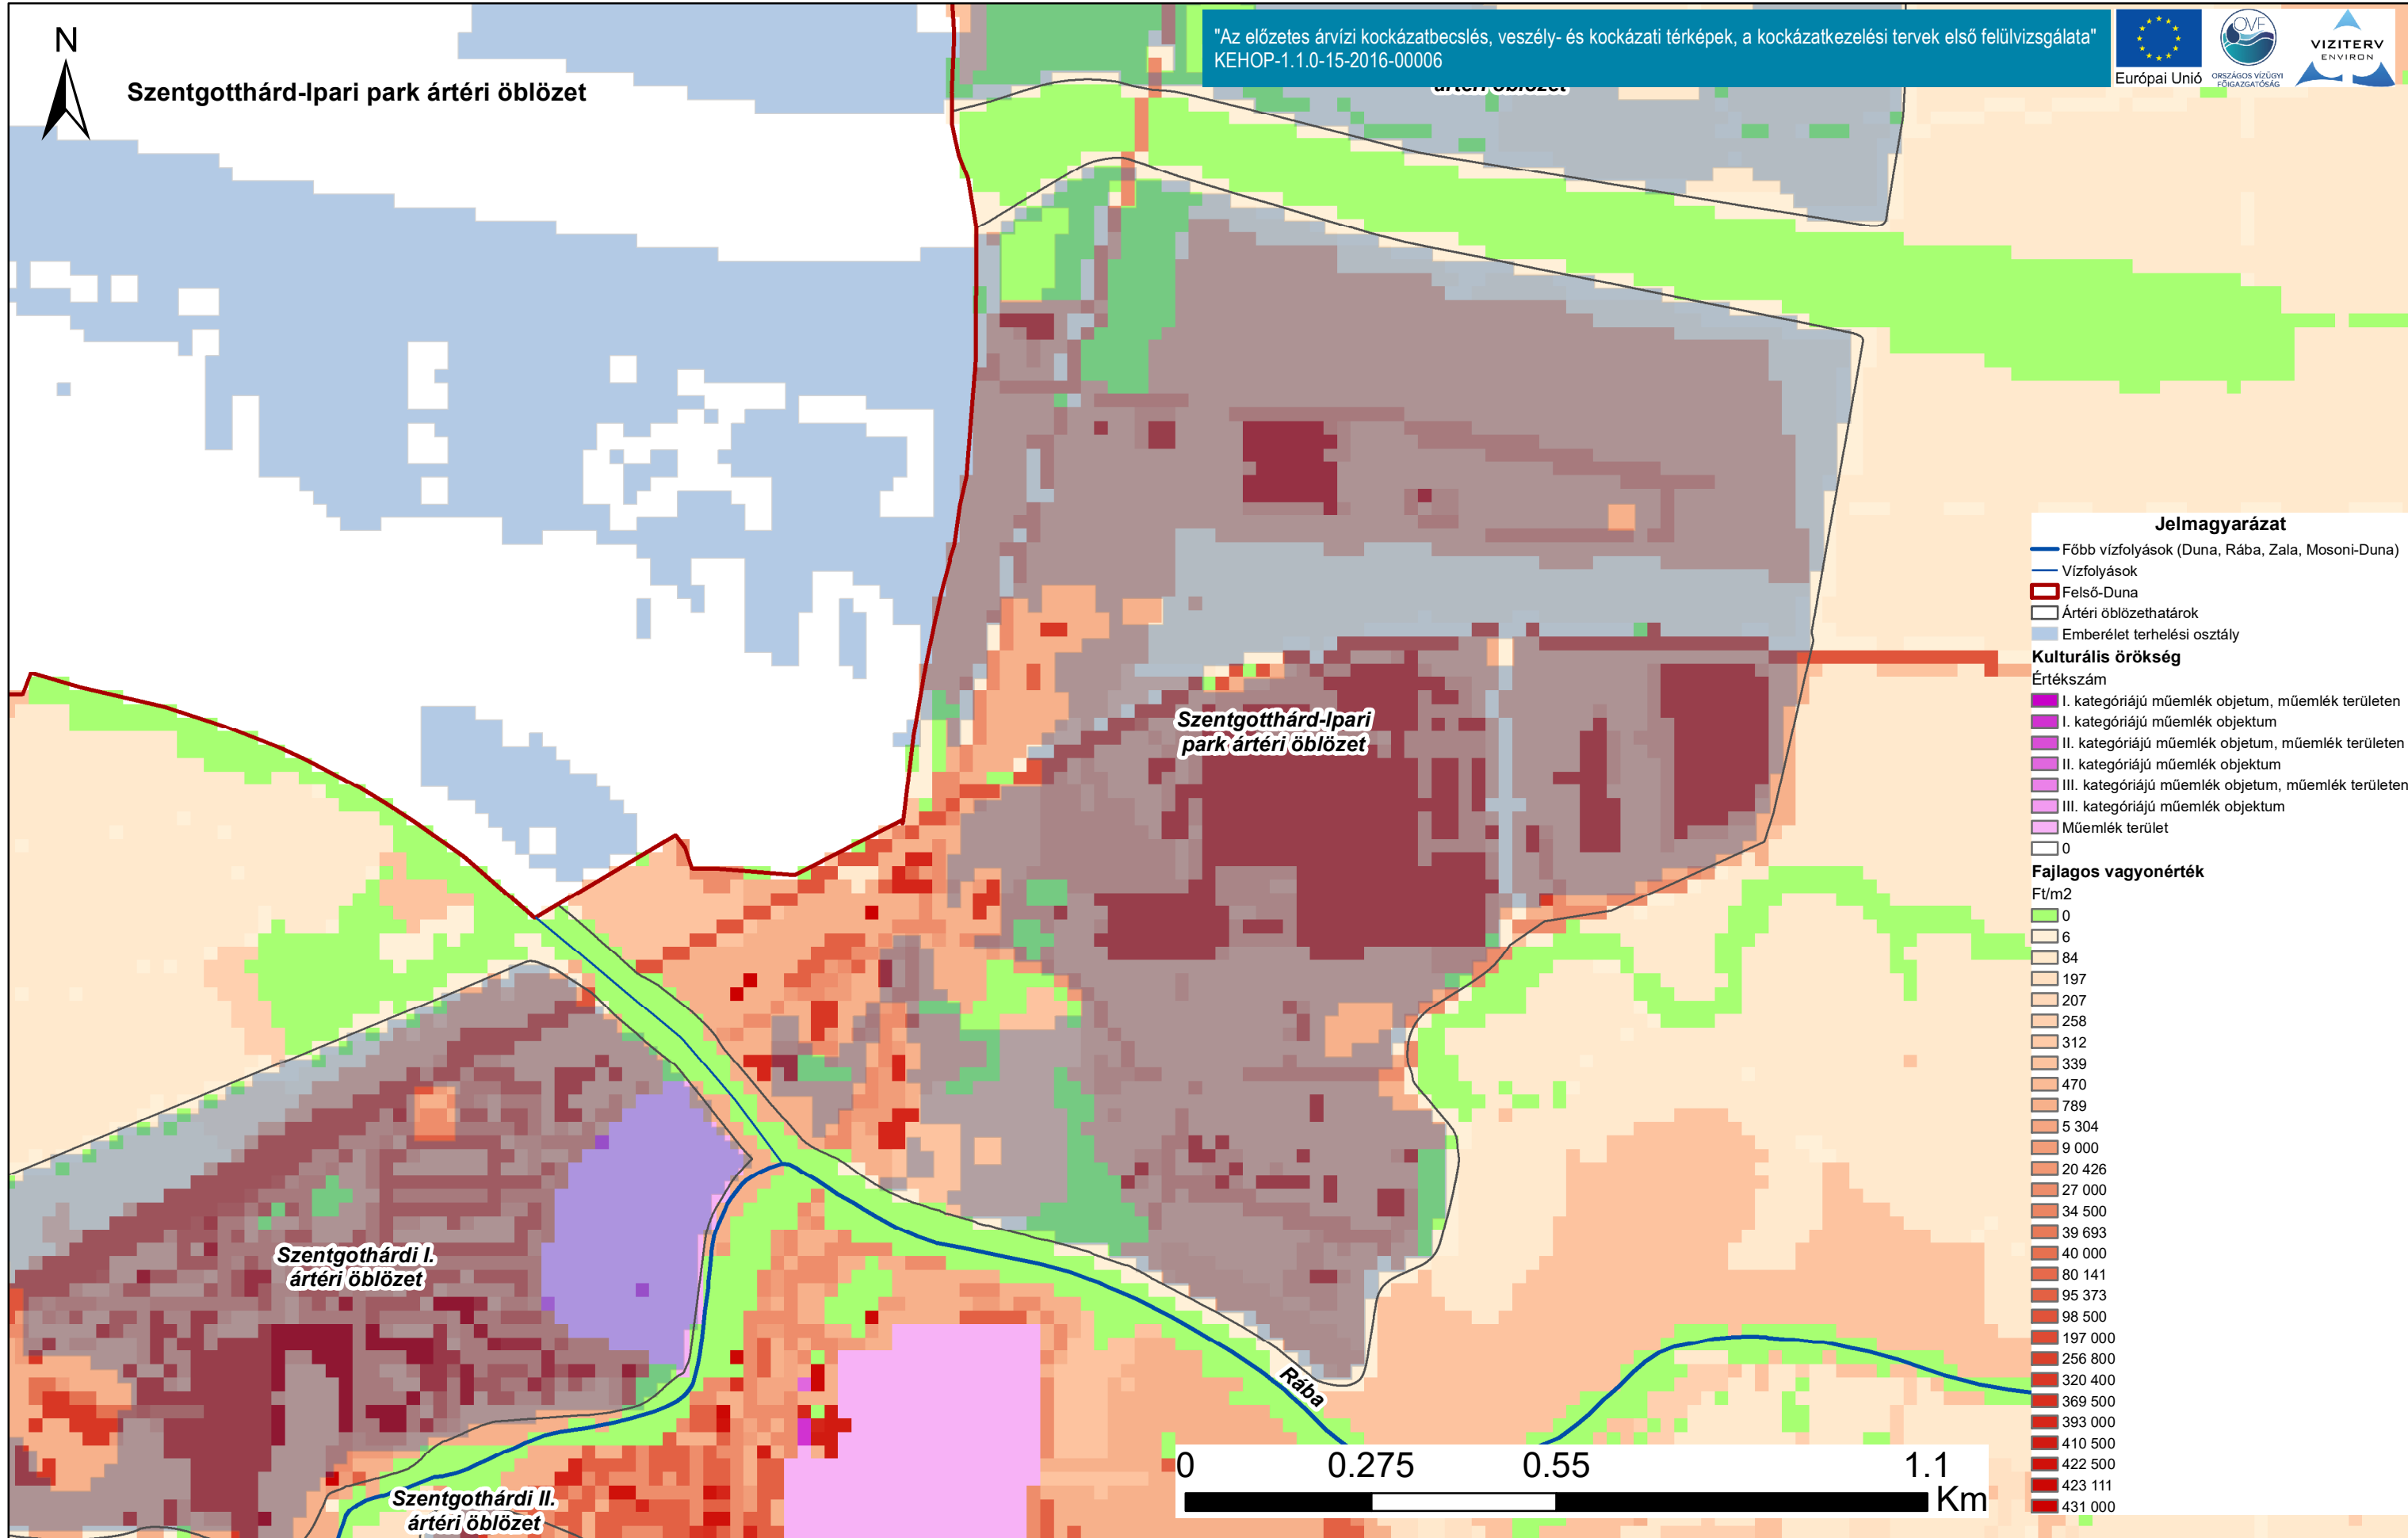 "Az előzetes árvízi kockázatbecslés, veszély- és kockázati térképek, a kockázatkezelési tervek első felülvizsgálata"
KEHOP-1.1.0-15-2016-00006
Európai Unió
OVF
ORSZÁGOS VÍZÜGYI
FŐIGAZGATÓSÁG
VIZITERV
ENVIRON
N
Szentgotthárd-Ipari park ártéri öblözet
ártéri öblözet
Szentgotthárd-Ipari
park ártéri öblözet
Szentgothárdi I.
ártéri öblözet
Szentgothárdi II.
ártéri öblözet
Rába
0 0.275 0.55 1.1
Km
Jelmagyarázat
Főbb vízfolyások (Duna, Rába, Zala, Mosoni-Duna)
Vízfolyások
Felső-Duna
Ártéri öblözethatárok
Emberélet terhelési osztály
Kulturális örökség
Értékszám
I. kategóriájú műemlék objetum, műemlék területen
I. kategóriájú műemlék objektum
II. kategóriájú műemlék objetum, műemlék területen
II. kategóriájú műemlék objektum
III. kategóriájú műemlék objetum, műemlék területen
III. kategóriájú műemlék objektum
Műemlék terület
0
Fajlagos vagyonérték
Ft/m2
0
6
84
197
207
258
312
339
470
789
5 304
9 000
20 426
27 000
34 500
39 693
40 000
80 141
95 373
98 500
197 000
256 800
320 400
369 500
393 000
410 500
422 500
423 111
431 000